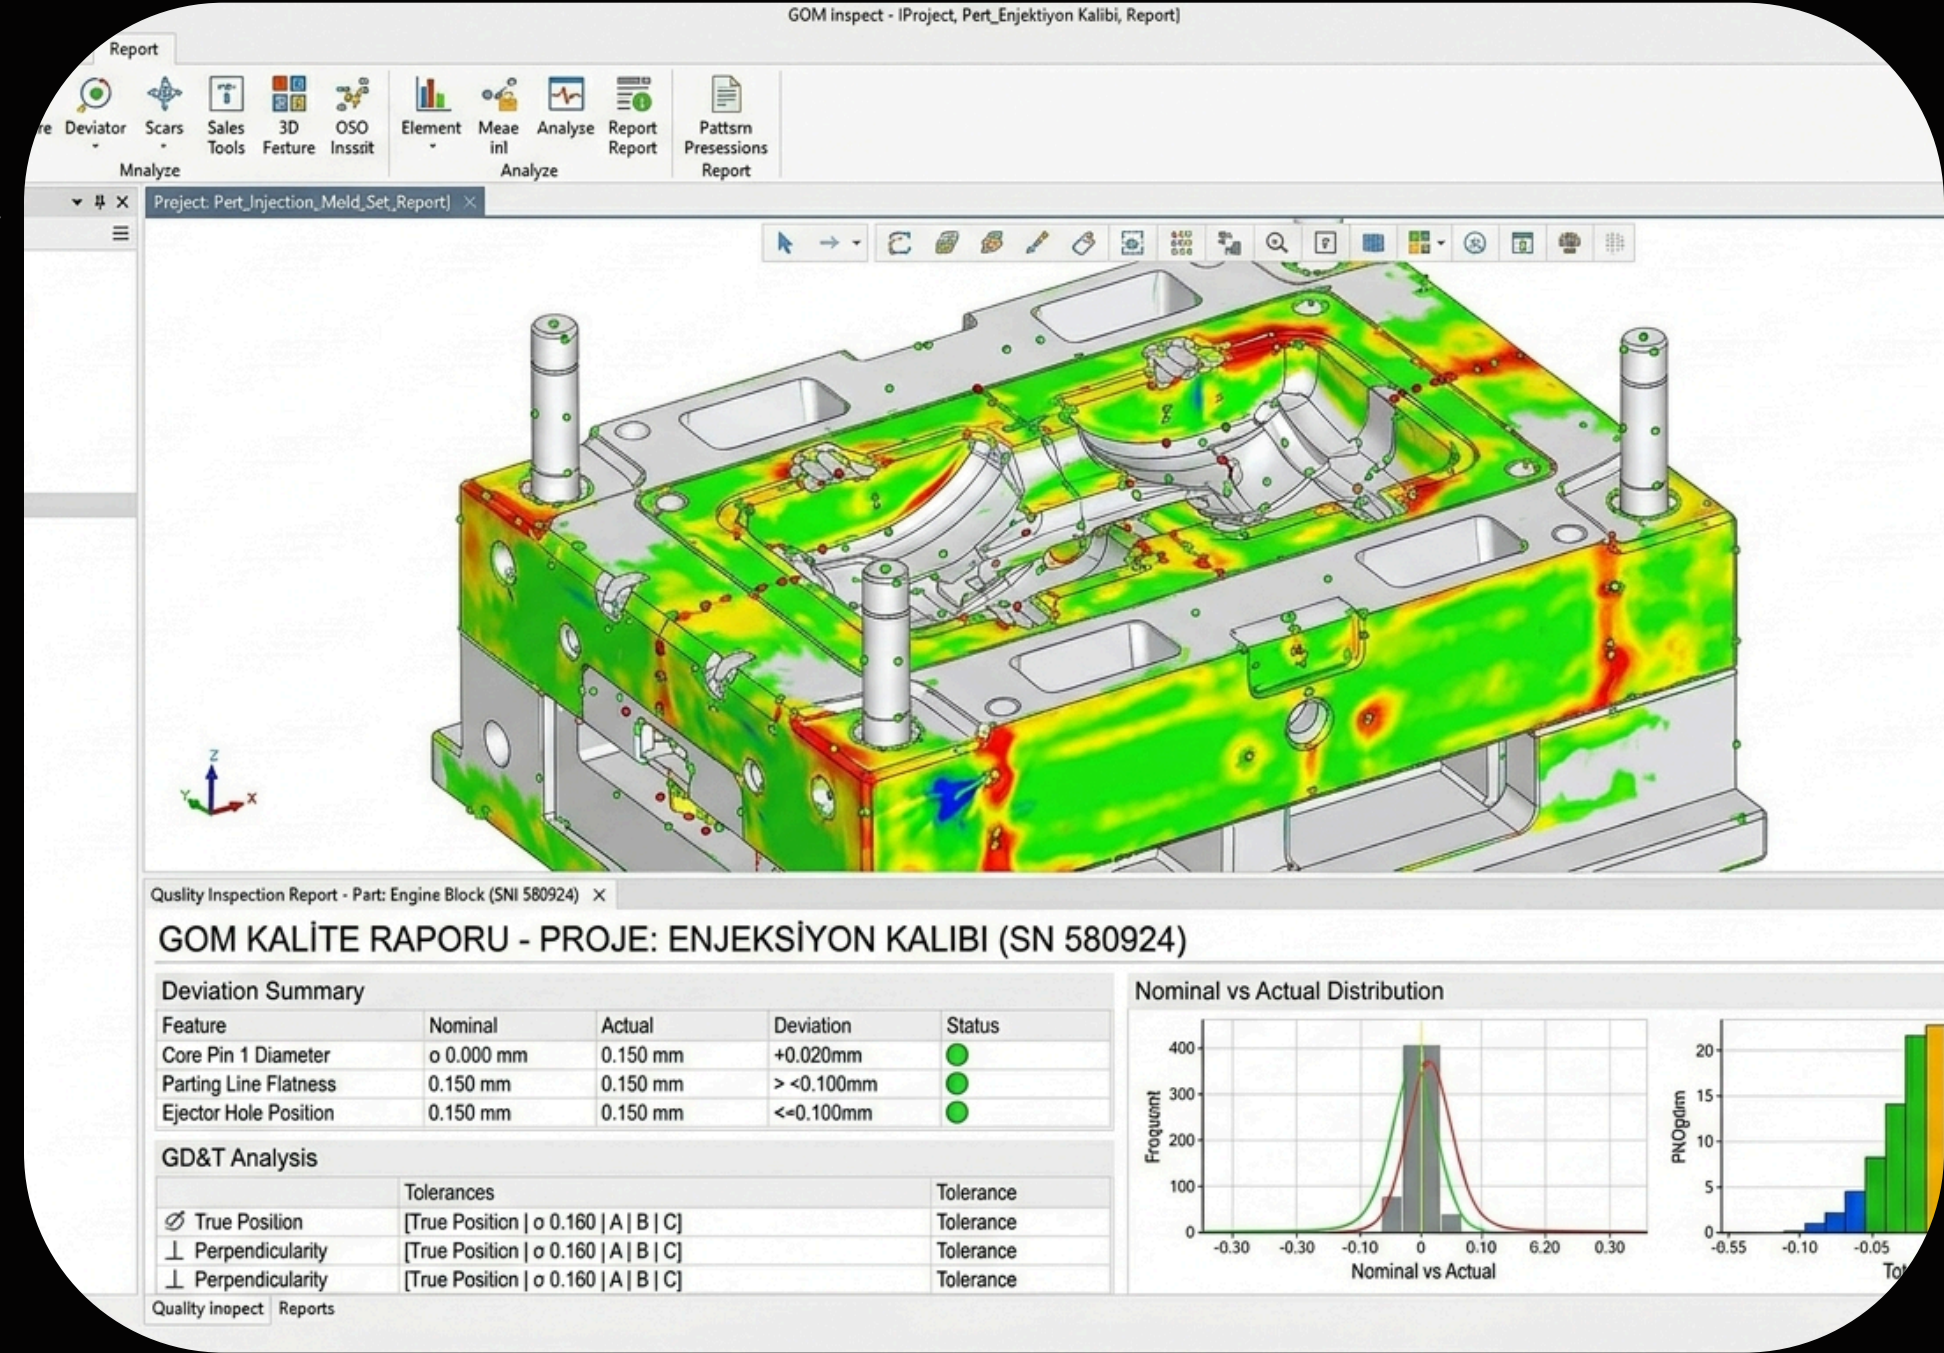 GOM inspect - IProject, Pert_Enjektiyon Kalibi, Report)
Report
re Deviator Scars Sales Tools 3D Festure OSO Inssśit Element Meae inl Analyse Report Report Pattsrn Presessions
Mnalyze Analyze Report
Preject: Pert_Injection_Meld_Set_Report)
Z
Y X
Quslity Inspection Report - Part: Engine Block (SNI 580924)
GOM KALİTE RAPORU - PROJE: ENJEKSİYON KALIBI (SN 580924)
Deviation Summary
Feature Nominal Actual Deviation Status
Core Pin 1 Diameter o 0.000 mm 0.150 mm +0.020mm
Parting Line Flatness 0.150 mm 0.150 mm > <0.100mm
Ejector Hole Position 0.150 mm 0.150 mm <=0.100mm
GD&T Analysis
Tolerances Tolerance
True Position [True Position | σ 0.160 | A | B | C] Tolerance
⊥ Perpendicularity [True Position | σ 0.160 | A | B | C] Tolerance
⊥ Perpendicularity [True Position | σ 0.160 | A | B | C] Tolerance
Nominal vs Actual Distribution
400
300
200
100
0
-0.30 -0.30 -0.10 0 0.10 6.20 0.30
Nominal vs Actual
20
15
10
5
0
-0.55 -0.10 -0.05
Tot
Quality inopect Reports